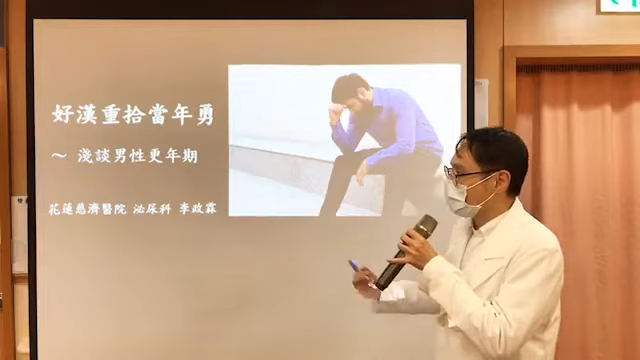 好漢重拾當年勇
～ 淺談男性更年期
花蓮慈濟醫院 泌尿科 李政霖